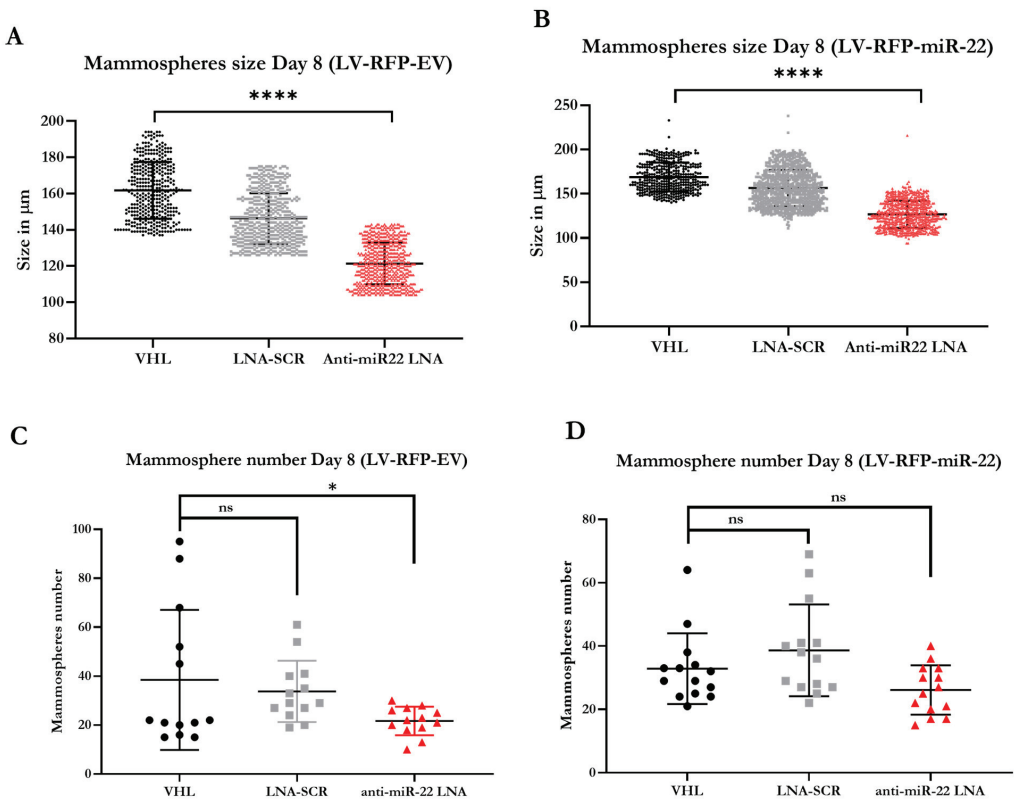 A
Mammospheres size Day 8 (LV-RFP-EV)
****
Size in µm
200
180
160
140
120
100
80
VHL LNA-SCR Anti-miR22 LNA
B
Mammospheres size Day 8 (LV-RFP-miR-22)
****
Size in µm
250
200
150
100
50
0
VHL LNA-SCR Anti-miR22 LNA
C
Mammosphere number Day 8 (LV-RFP-EV)
*
ns
Mammospheres number
100
80
60
40
20
0
VHL LNA-SCR anti-miR-22 LNA
D
Mammosphere number Day 8 (LV-RFP-miR-22)
ns
ns
Mammospheres number
80
60
40
20
0
VHL LNA-SCR anti-miR-22 LNA